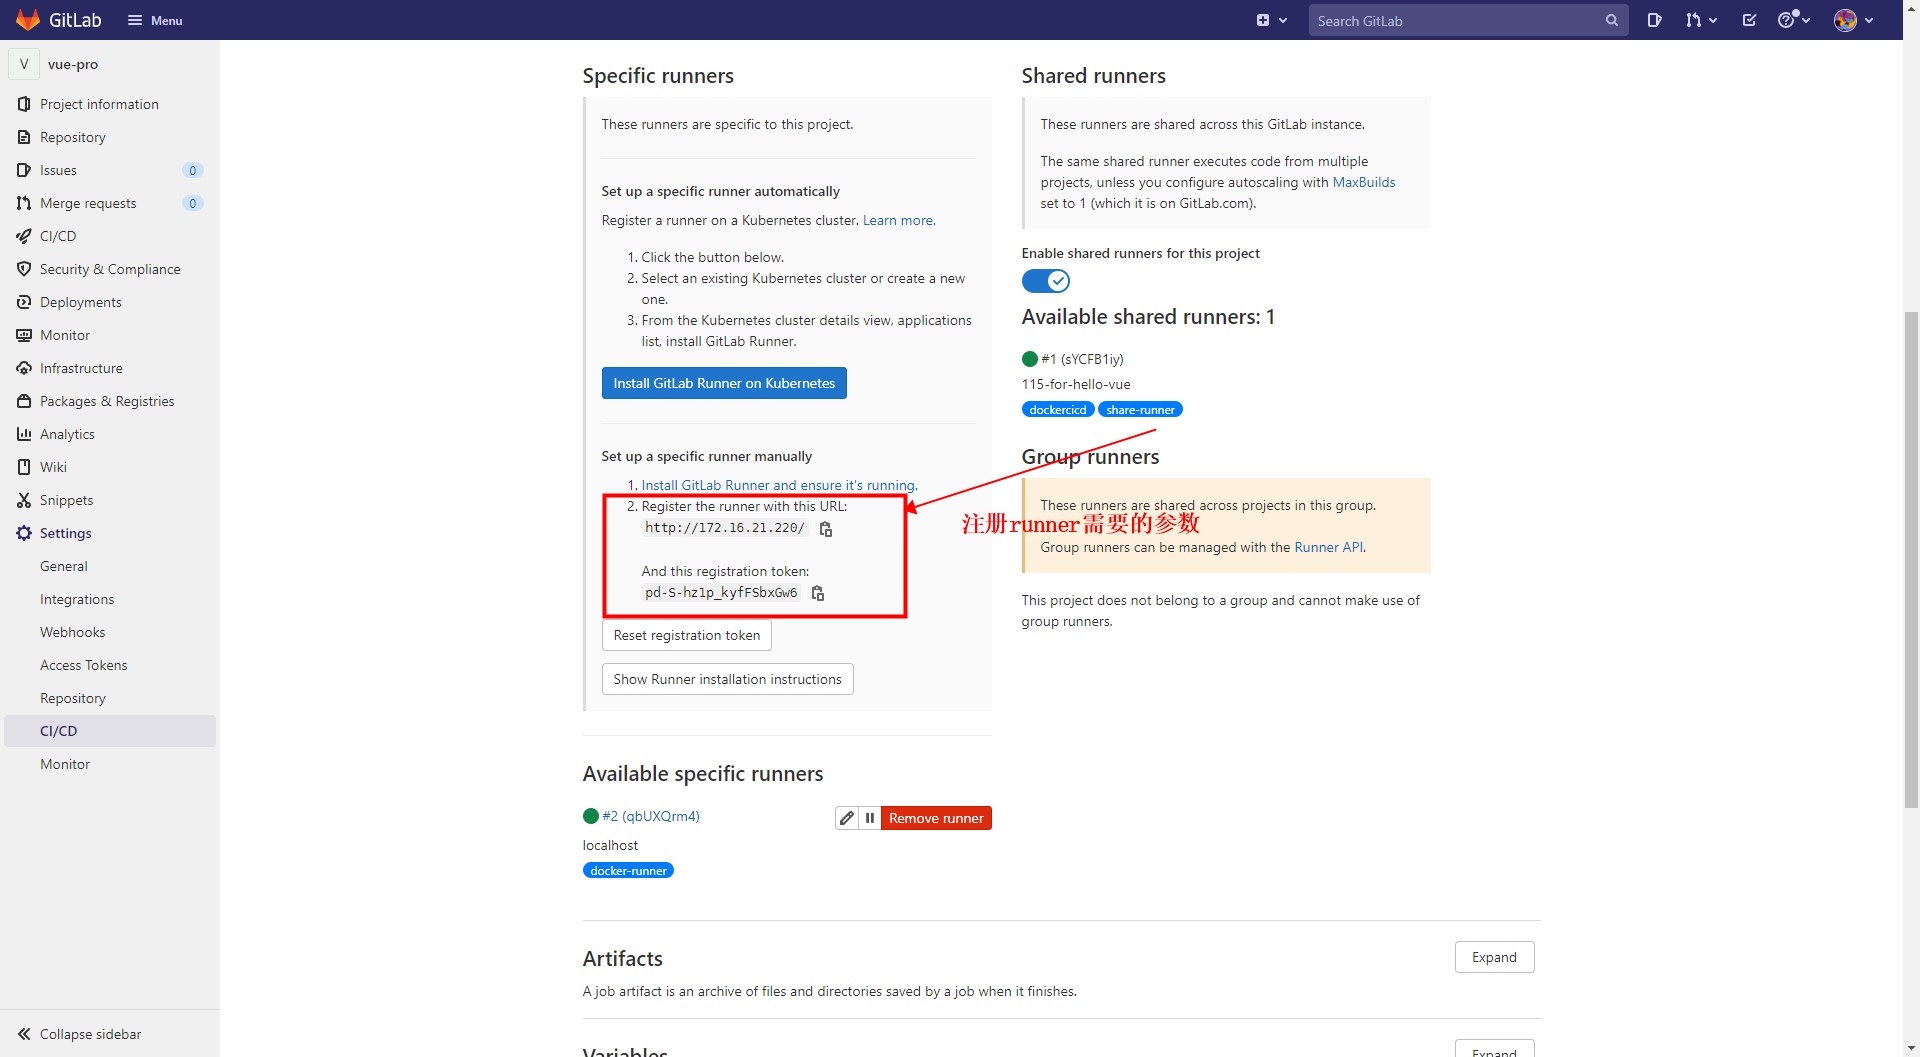 GitLab
Menu
Search GitLab
V
vue-pro
Project information
Repository
Issues
0
Merge requests
0
CI/CD
Security & Compliance
Deployments
Monitor
Infrastructure
Packages & Registries
Analytics
Wiki
Snippets
Settings
General
Integrations
Webhooks
Access Tokens
Repository
CI/CD
Monitor
Collapse sidebar
Specific runners
These runners are specific to this project.
Set up a specific runner automatically
Register a runner on a Kubernetes cluster. Learn more.
1. Click the button below.
2. Select an existing Kubernetes cluster or create a new
one.
3. From the Kubernetes cluster details view, applications
list, install GitLab Runner.
Install GitLab Runner on Kubernetes
Set up a specific runner manually
1. Install GitLab Runner and ensure it's running.
2. Register the runner with this URL:
http://172.16.21.220/
And this registration token:
pd-S-hz1p_kyfFSbxGw6
Reset registration token
Show Runner installation instructions
Available specific runners
#2 (qbUXQrm4)
Remove runner
localhost
docker-runner
Shared runners
These runners are shared across this GitLab instance.
The same shared runner executes code from multiple
projects, unless you configure autoscaling with MaxBuilds
set to 1 (which it is on GitLab.com).
Enable shared runners for this project
Available shared runners: 1
#1 (sYCFB1iy)
115-for-hello-vue
dockercicd
share-runner
Group runners
These runners are shared across projects in this group.
注册runner需要的参数
Group runners can be managed with the Runner API.
This project does not belong to a group and cannot make use of
group runners.
Artifacts
Expand
A job artifact is an archive of files and directories saved by a job when it finishes.
Variables
Expand